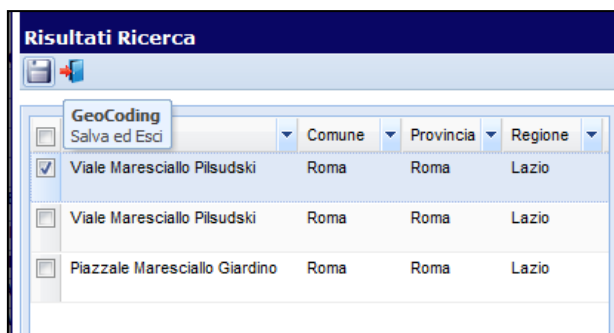 Risultati Ricerca
GeoCoding
Salva ed Esci
Comune Provincia Regione
Viale Maresciallo Pilsudski Roma Roma Lazio
Viale Maresciallo Pilsudski Roma Roma Lazio
Piazzale Maresciallo Giardino Roma Roma Lazio